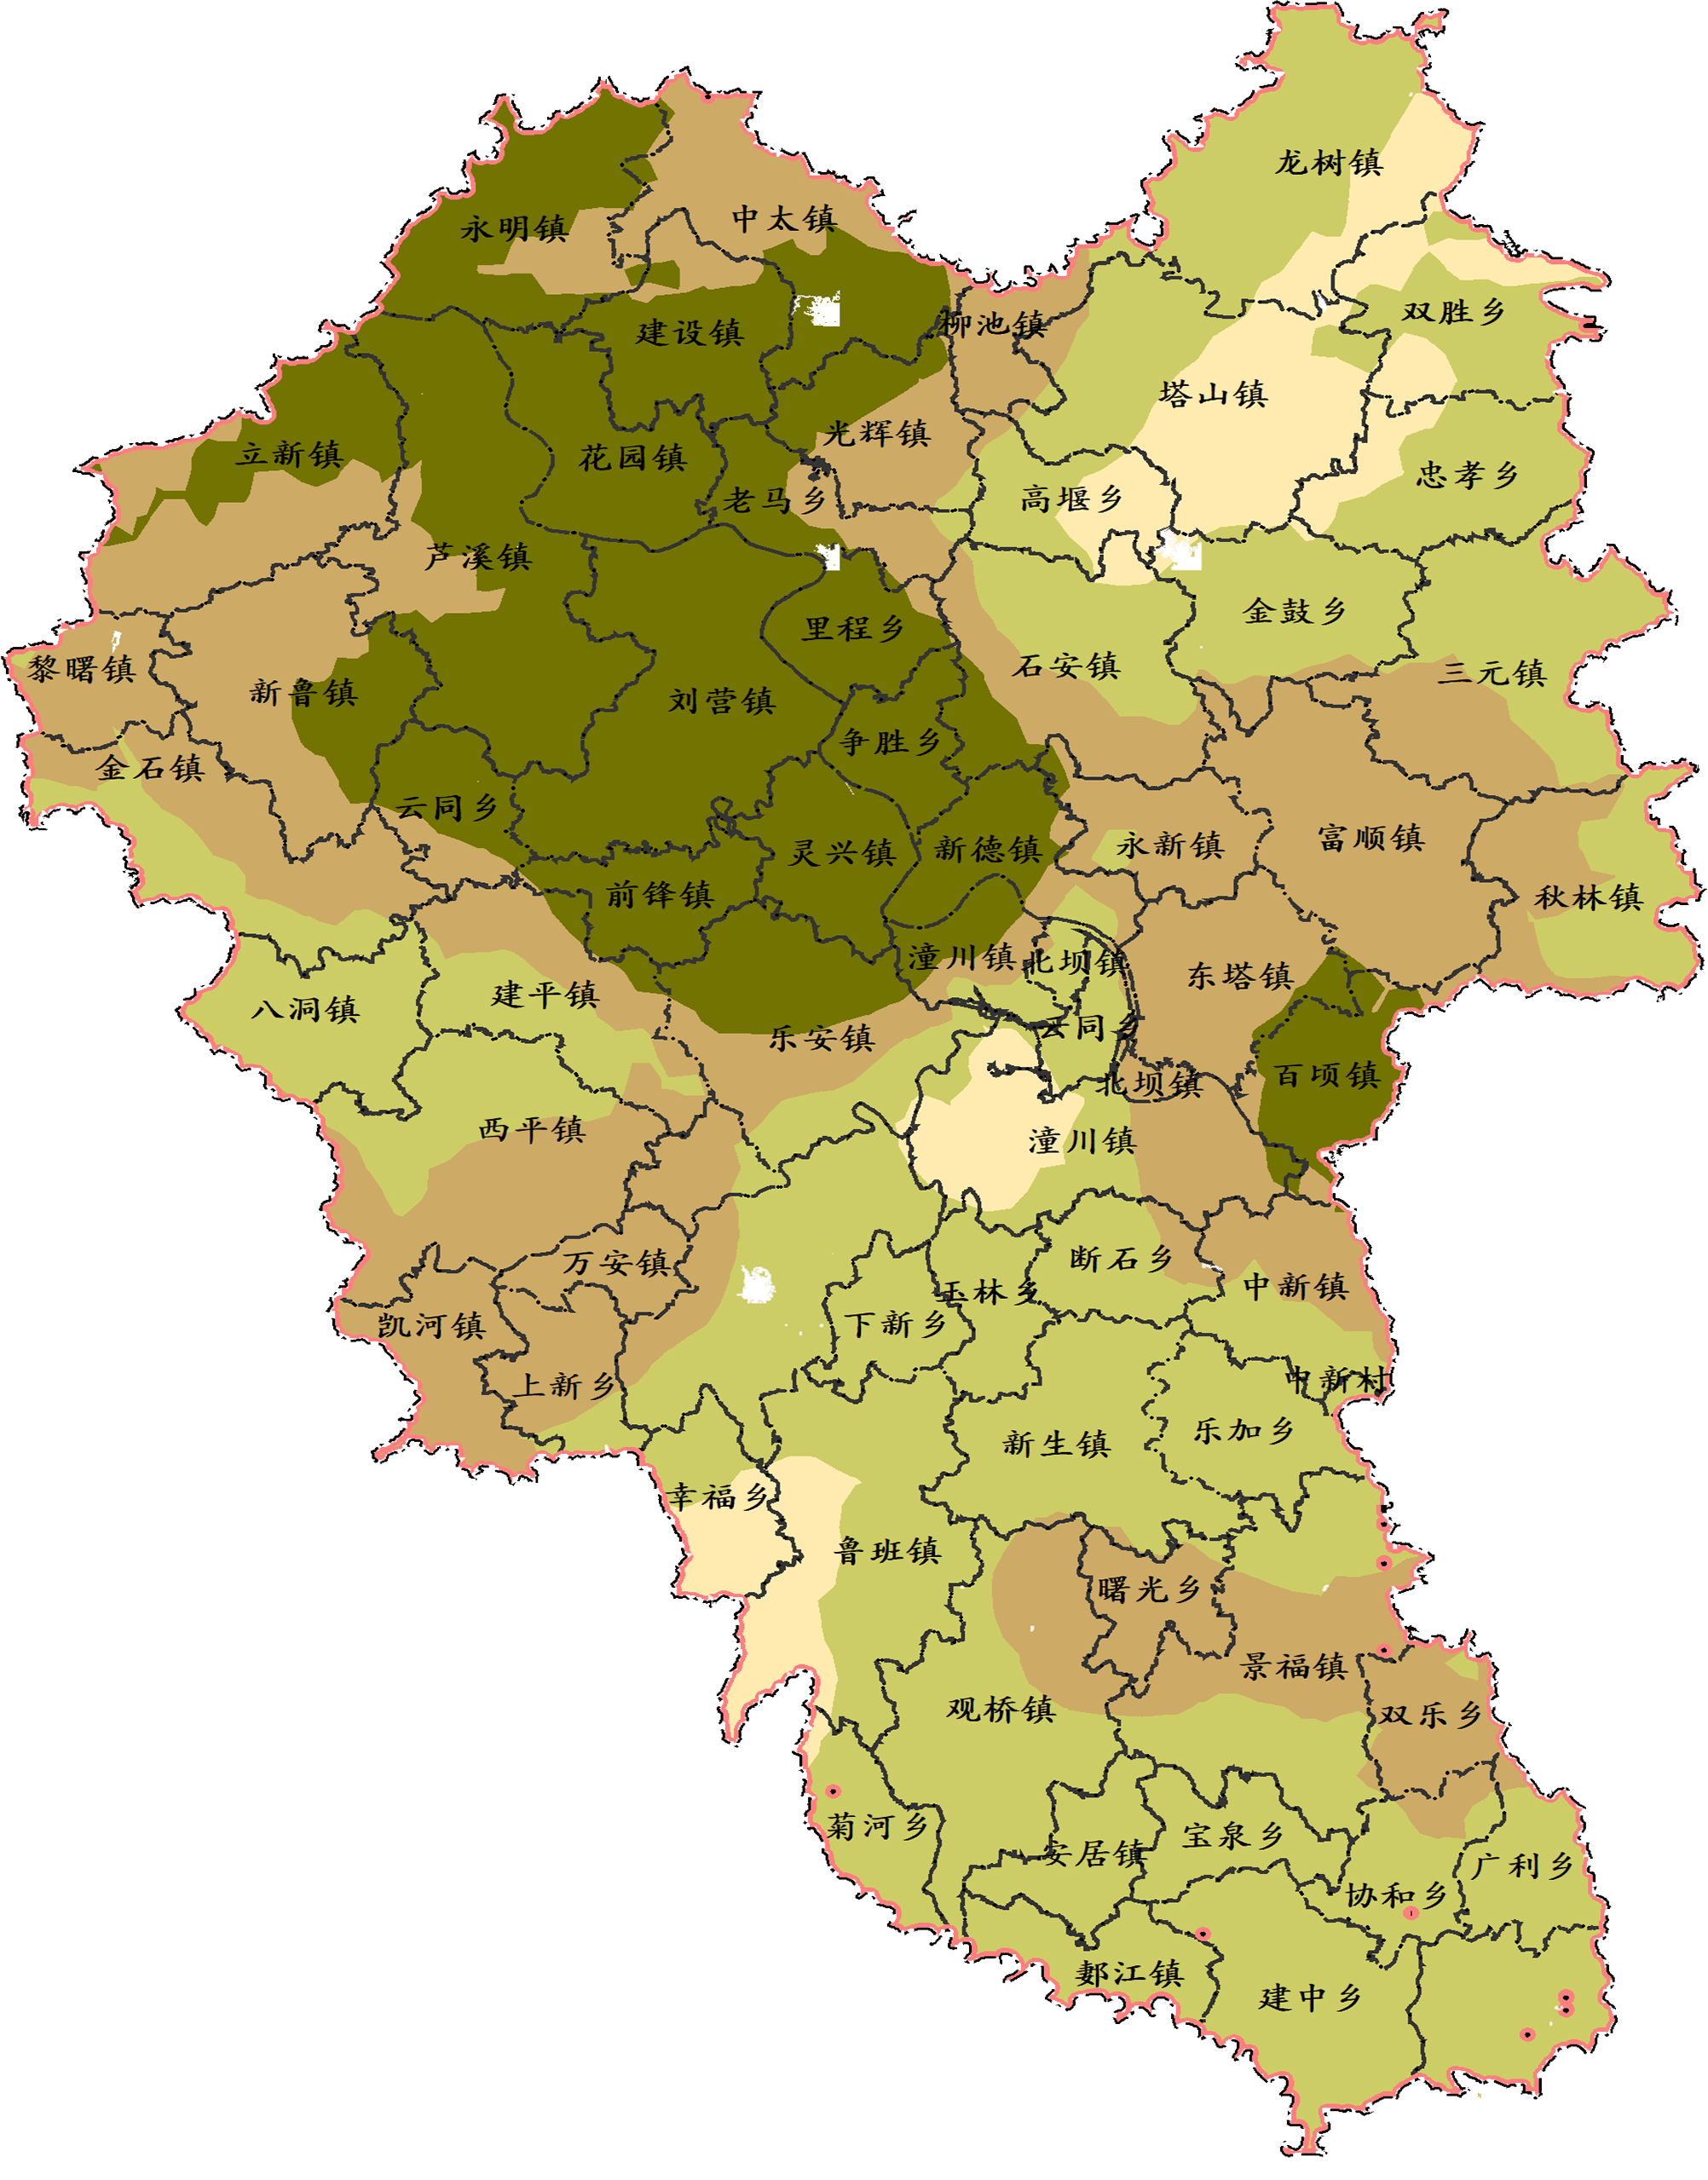 龙树镇
中太镇
永明镇
双胜乡
柳池镇
建设镇
塔山镇
光辉镇
立新镇
花园镇
忠孝乡
老马乡
高堰乡
芦溪镇
金鼓乡
里程乡
石安镇
黎曙镇
三元镇
新鲁镇
刘营镇
争胜乡
金石镇
云同乡
富顺镇
永新镇
新德镇
灵兴镇
前锋镇
秋林镇
潼川镇
北坝镇
东塔镇
建平镇
八洞镇
云同乡
乐安镇
百顷镇
北坝镇
西平镇
潼川镇
断石乡
万安镇
中新镇
玉林乡
下新乡
凯河镇
中新村
上新乡
乐加乡
新生镇
幸福乡
鲁班镇
曙光乡
景福镇
观桥镇
双乐乡
菊河乡
宝泉乡
安居镇
广利乡
协和乡
郪江镇
建中乡